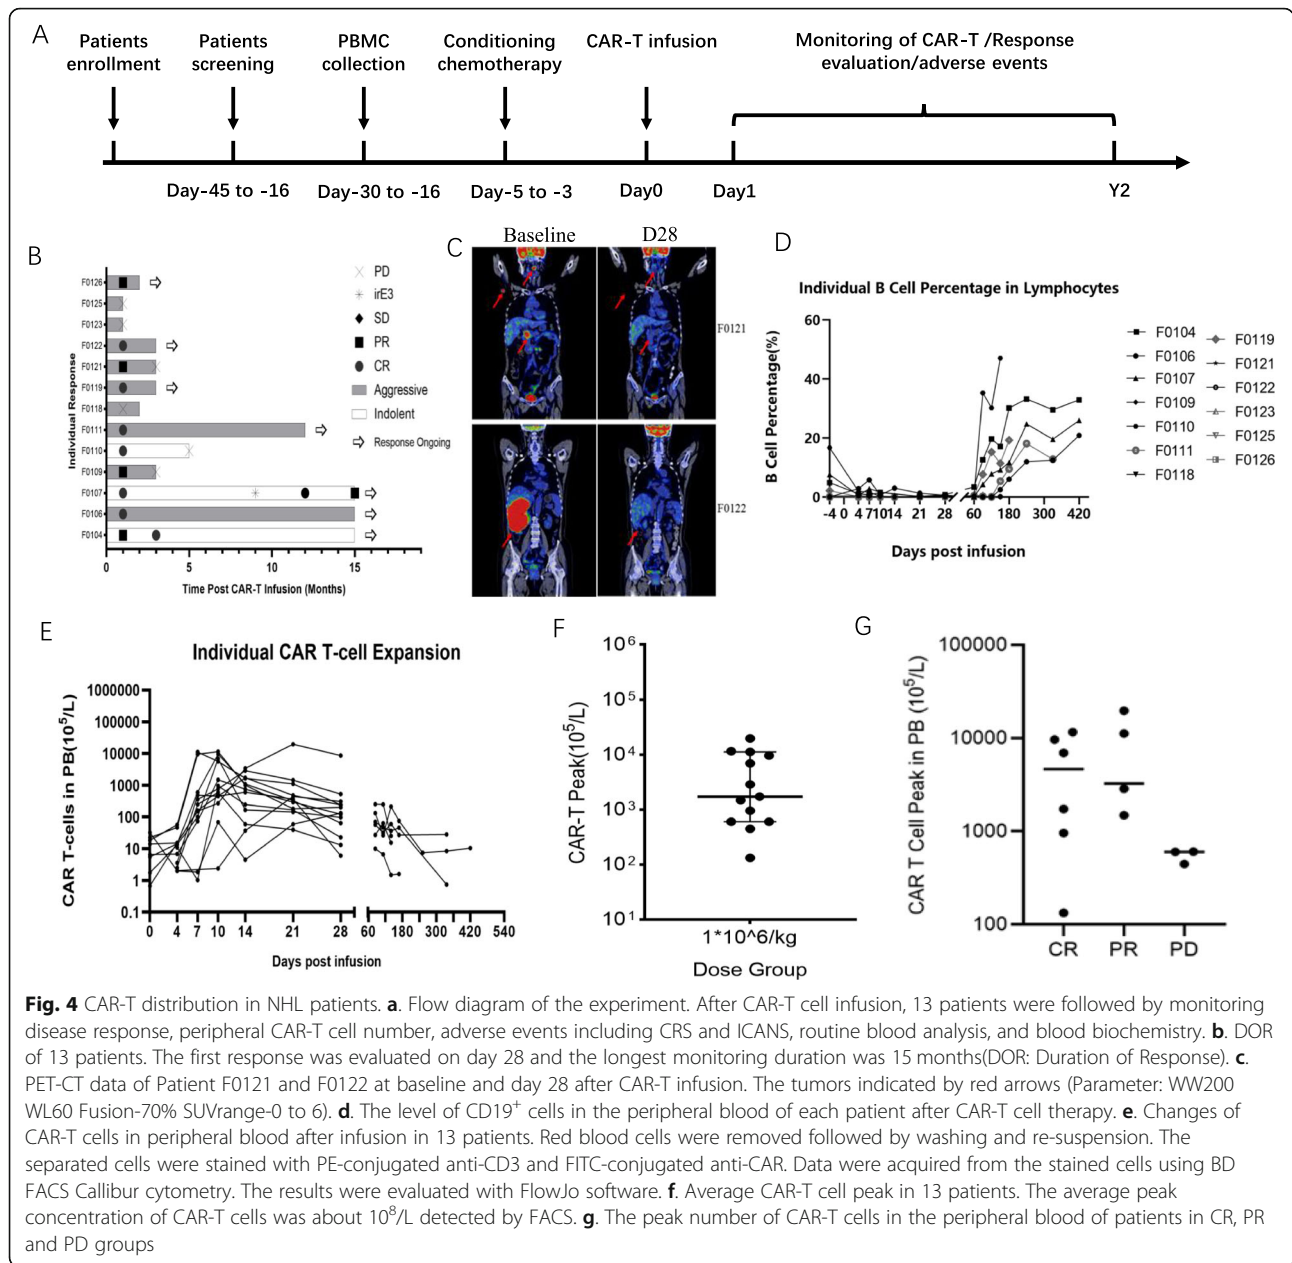 A
Patients enrollment
Patients screening
PBMC collection
Conditioning chemotherapy
CAR-T infusion
Monitoring of CAR-T /Response evaluation/adverse events
Day-45 to -16
Day-30 to -16
Day-5 to -3
Day0
Day1
Y2
B
Individual Response
F0126
F0125
F0123
F0122
F0121
F0119
F0118
F0111
F0110
F0109
F0107
F0106
F0104
0
5
10
15
Time Post CAR-T Infusion (Months)
PD
irE3
SD
PR
CR
Aggressive
Indolent
Response Ongoing
C
Baseline
D28
F0121
F0122
D
Individual B Cell Percentage in Lymphocytes
B Cell Percentage(%)
60
40
20
0
-4 0 4 7 10 14 21 28 60 180 300 420
Days post infusion
F0104
F0106
F0107
F0109
F0110
F0111
F0118
F0119
F0121
F0122
F0123
F0125
F0126
E
Individual CAR T-cell Expansion
CAR T-cells in PB(10⁵/L)
1000000
100000
10000
1000
100
10
1
0.1
0 4 7 10 14 21 28 60 180 300 420 540
Days post infusion
F
CAR-T Peak(10⁵/L)
10⁶
10⁵
10⁴
10³
10²
10¹
1*10^6/kg
Dose Group
G
CAR T Cell Peak in PB (10⁵/L)
100000
10000
1000
100
CR PR PD
Fig. 4 CAR-T distribution in NHL patients. a. Flow diagram of the experiment. After CAR-T cell infusion, 13 patients were followed by monitoring
disease response, peripheral CAR-T cell number, adverse events including CRS and ICANS, routine blood analysis, and blood biochemistry. b. DOR
of 13 patients. The first response was evaluated on day 28 and the longest monitoring duration was 15 months(DOR: Duration of Response). c.
PET-CT data of Patient F0121 and F0122 at baseline and day 28 after CAR-T infusion. The tumors indicated by red arrows (Parameter: WW200
WL60 Fusion-70% SUVrange-0 to 6). d. The level of CD19⁺ cells in the peripheral blood of each patient after CAR-T cell therapy. e. Changes of
CAR-T cells in peripheral blood after infusion in 13 patients. Red blood cells were removed followed by washing and re-suspension. The
separated cells were stained with PE-conjugated anti-CD3 and FITC-conjugated anti-CAR. Data were acquired from the stained cells using BD
FACS Callibur cytometry. The results were evaluated with FlowJo software. f. Average CAR-T cell peak in 13 patients. The average peak
concentration of CAR-T cells was about 10⁸/L detected by FACS. g. The peak number of CAR-T cells in the peripheral blood of patients in CR, PR
and PD groups